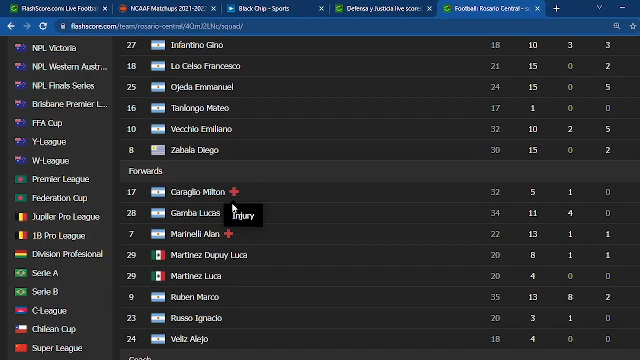 FlashScore.com: Live Footbal
NCAAF Matchups 2021-2022
Black Chip - Sports
Defensa y Justicia live scores
Football: Rosario Central - sq
flashscore.com/team/rosario-central/4QmJ2LNc/squad/
NPL Victoria
NPL Western Austr...
NPL Finals Series
Brisbane Premier L...
FFA Cup
Y-League
W-League
Premier League
Federation Cup
Jupiler Pro League
1B Pro League
Division Profesional
Serie A
Serie B
C-League
Chilean Cup
Super League
27 Infantino Gino 18 10 3 3
18 Lo Celso Francesco 21 15 0 2
25 Ojeda Emmanuel 24 15 0 5
16 Tanlongo Mateo 17 1 0 0
10 Vecchio Emiliano 32 10 2 5
8 Zabala Diego 30 15 0 2
Forwards
17 Caraglio Milton 32 5 1 0
28 Gamba Lucas 34 11 4 0
Injury
7 Marinelli Alan 22 13 1 1
29 Martinez Dupuy Luca 20 8 1 1
29 Martinez Luca 20 4 0 0
9 Ruben Marco 35 13 8 2
23 Russo Ignacio 20 3 1 0
24 Veliz Alejo 18 4 0 0
Coach